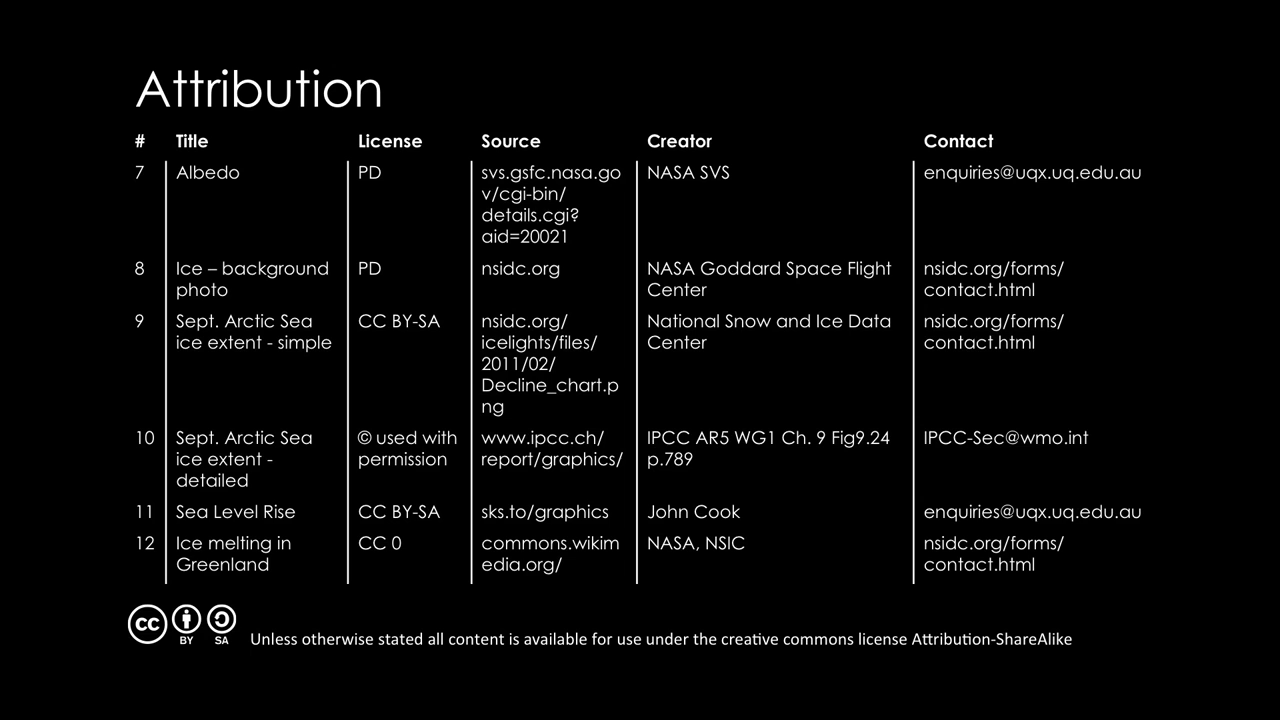 Attribution
# Title License Source Creator Contact
7 Albedo PD svs.gsfc.nasa.go NASA SVS enquiries@uqx.uq.edu.au
v/cgi-bin/
details.cgi?
aid=20021
8 Ice – background PD nsidc.org NASA Goddard Space Flight nsidc.org/forms/
photo Center contact.html
9 Sept. Arctic Sea CC BY-SA nsidc.org/ National Snow and Ice Data nsidc.org/forms/
ice extent - simple icelights/files/ Center contact.html
2011/02/
Decline_chart.p
ng
10 Sept. Arctic Sea © used with www.ipcc.ch/ IPCC AR5 WG1 Ch. 9 Fig9.24 IPCC-Sec@wmo.int
ice extent - permission report/graphics/ p.789
detailed
11 Sea Level Rise CC BY-SA sks.to/graphics John Cook enquiries@uqx.uq.edu.au
12 Ice melting in CC 0 commons.wikim NASA, NSIC nsidc.org/forms/
Greenland edia.org/ contact.html
cc BY SA Unless otherwise stated all content is available for use under the creative commons license Attribution-ShareAlike